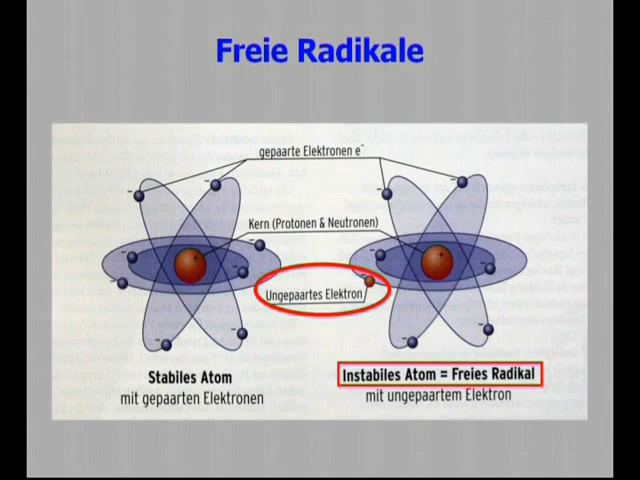 Freie Radikale
gepaarte Elektronen e⁻
Kern (Protonen & Neutronen)
Ungepaartes Elektron
Stabiles Atom
mit gepaarten Elektronen
Instabiles Atom = Freies Radikal
mit ungepaartem Elektron